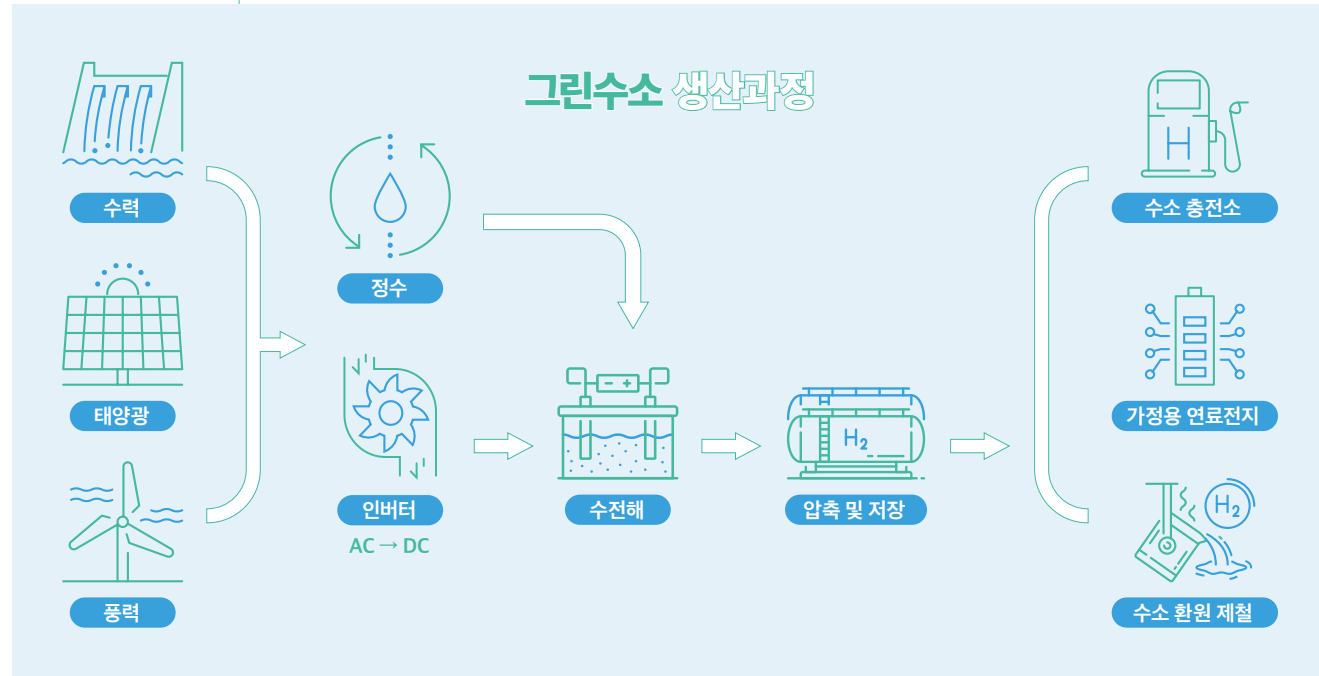 그린수소 생산과정
수력
태양광
풍력
정수
인버터
AC → DC
- +
수전해
H₂
압축 및 저장
H
수소 충전소
가정용 연료전지
H₂
수소 환원 제철